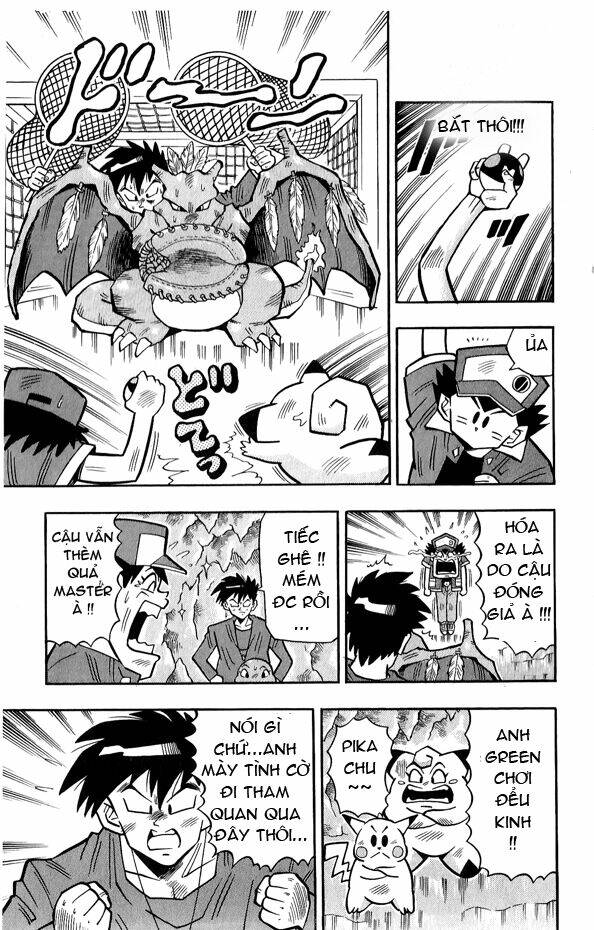 BẮT THÔI!!!
ドーン
ỦA
どてっ
HÓA
RA LÀ
DO CẬU
ĐÓNG
GIẢ À !!!
TIẾC
GHÊ !!
MÉM
ĐC RỒI
...
CẬU VẪN
THÈM
QUẢ
MASTER
À !!
ANH
GREEN
CHƠI
ĐỂU
KINH
!!
PIKA
CHU
~~
NÓI GÌ
CHỨ...ANH
MÀY TÌNH CỜ
ĐI THAM
QUAN QUA
ĐÂY THÔI...